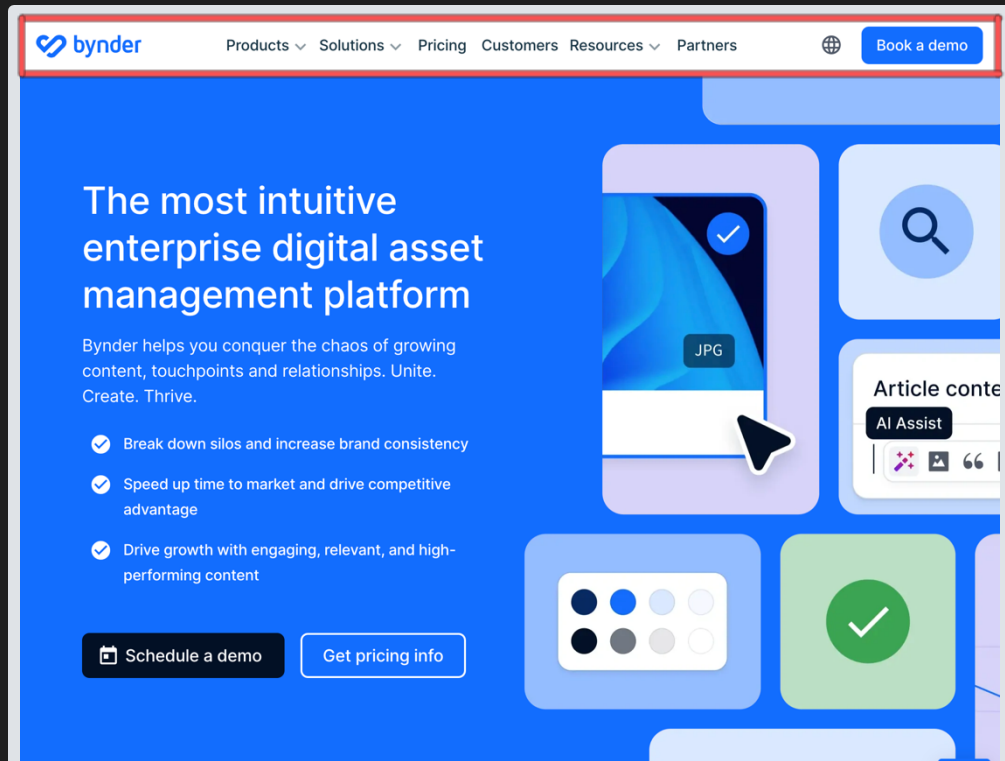 bynder
Products Solutions Pricing Customers Resources Partners
Book a demo
The most intuitive
enterprise digital asset
management platform
Bynder helps you conquer the chaos of growing
content, touchpoints and relationships. Unite.
Create. Thrive.
Break down silos and increase brand consistency
Speed up time to market and drive competitive
advantage
Drive growth with engaging, relevant, and high-
performing content
Schedule a demo
Get pricing info
JPG
Article conte
AI Assist